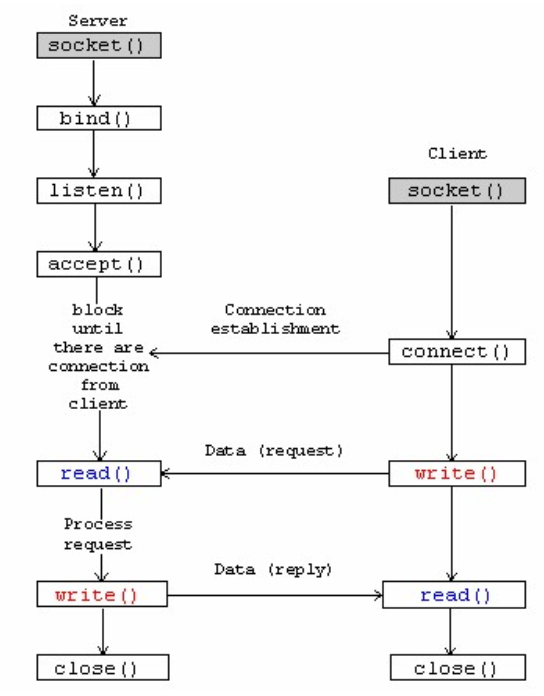 Server
socket()
bind()
listen()
accept()
block
until
there are
connection
from
client
read()
Process
request
write()
close()
Connection
establishment
Data (request)
Data (reply)
Client
socket()
connect()
write()
read()
close()